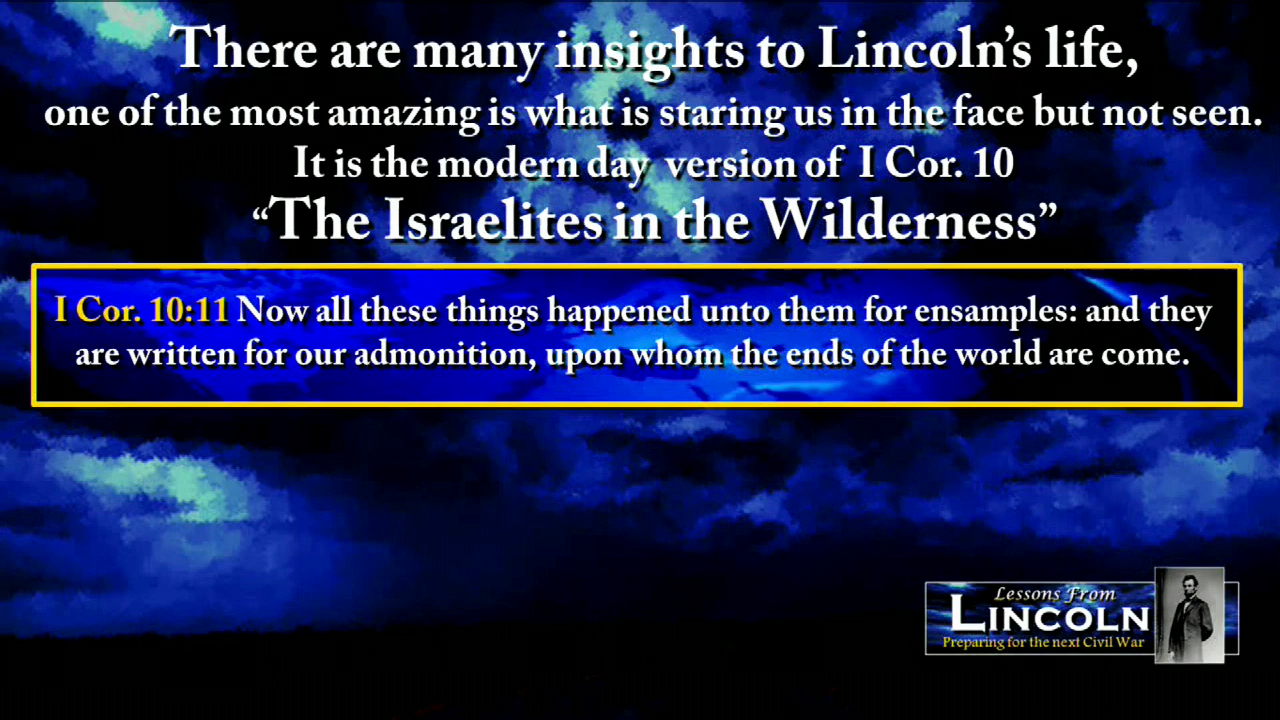 There are many insights to Lincoln’s life,
one of the most amazing is what is staring us in the face but not seen.
It is the modern day version of I Cor. 10
“The Israelites in the Wilderness”
I Cor. 10:11 Now all these things happened unto them for ensamples: and they
are written for our admonition, upon whom the ends of the world are come.
Lessons From
LINCOLN
Preparing for the next Civil War